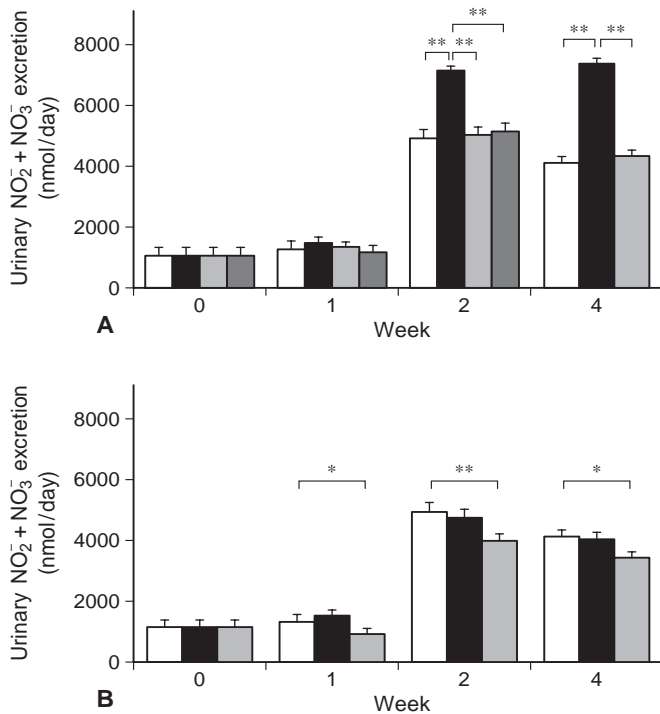 Urinary NO₂⁻ + NO₃⁻ excretion
(nmol/day)
8000
6000
4000
2000
0
** ** **
** **
0 1 2 4
A Week
Urinary NO₂⁻ + NO₃⁻ excretion
(nmol/day)
8000
6000
4000
2000
0
* ** *
0 1 2 4
B Week